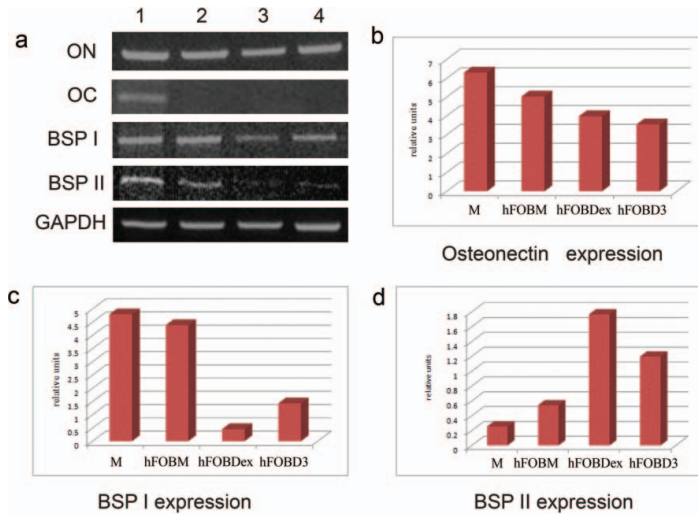 1 2 3 4
a
ON
OC
BSP I
BSP II
GAPDH
b
7
6
5
4
3
2
1
0
relative units
M hFOBM hFOBDex hFOBD3
Osteonectin expression
c
5
4.5
4
3.5
3
2.5
2
1.5
1
0.5
0
relative units
M hFOBM hFOBDex hFOBD3
BSP I expression
d
1.8
1.6
1.4
1.2
1
0.8
0.6
0.4
0.2
0
relative units
M hFOBM hFOBDex hFOBD3
BSP II expression